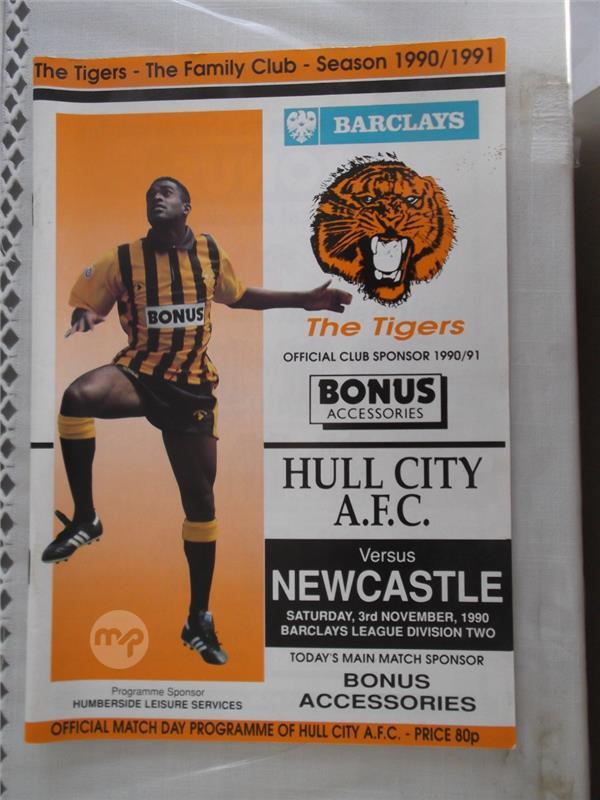 The Tigers - The Family Club - Season 1990/1991
BARCLAYS
BONUS
The Tigers
OFFICIAL CLUB SPONSOR 1990/91
BONUS
ACCESSORIES
HULL CITY
A.F.C.
Versus
NEWCASTLE
SATURDAY, 3rd NOVEMBER, 1990
BARCLAYS LEAGUE DIVISION TWO
TODAY'S MAIN MATCH SPONSOR
BONUS
ACCESSORIES
Programme Sponsor
HUMBERSIDE LEISURE SERVICES
OFFICIAL MATCH DAY PROGRAMME OF HULL CITY A.F.C. - PRICE 80p
mp